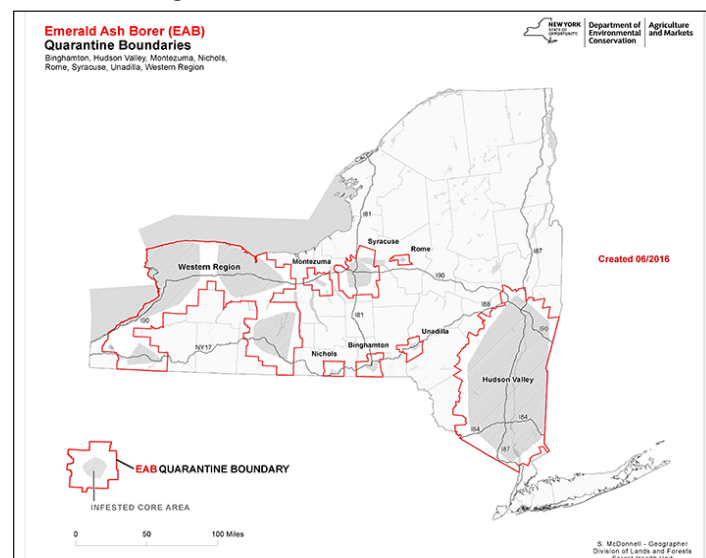 Emerald Ash Borer (EAB)
Quarantine Boundaries
Binghamton, Hudson Valley, Montezuma, Nichols,
Rome, Syracuse, Unadilla, Western Region
NEW YORK
STATE OF
OPPORTUNITY.
Department of
Environmental
Conservation
Agriculture
and Markets
I81
I87
Syracuse
Rome
Montezuma
Western Region
Created 06/2016
I90
I88
I90
I90
I81
Unadilla
Binghamton
NY17
Nichols
Hudson Valley
I84
I84
I87
EAB QUARANTINE BOUNDARY
INFESTED CORE AREA
0 50 100 Miles
S. McDonnell - Geographer
Division of Lands and Forests
Forest Health Unit